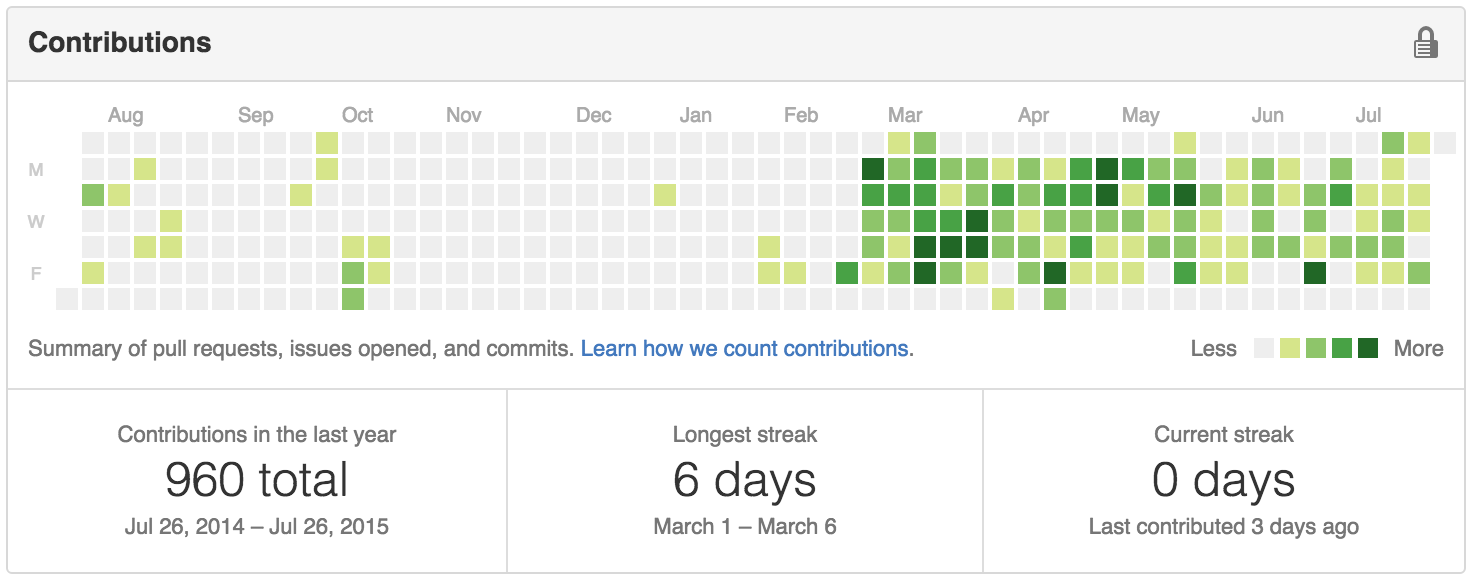 Contributions
Aug Sep Oct Nov Dec Jan Feb Mar Apr May Jun Jul
M
W
F
Summary of pull requests, issues opened, and commits. Learn how we count contributions. Less More
Contributions in the last year Longest streak Current streak
960 total 6 days 0 days
Jul 26, 2014 – Jul 26, 2015 March 1 – March 6 Last contributed 3 days ago